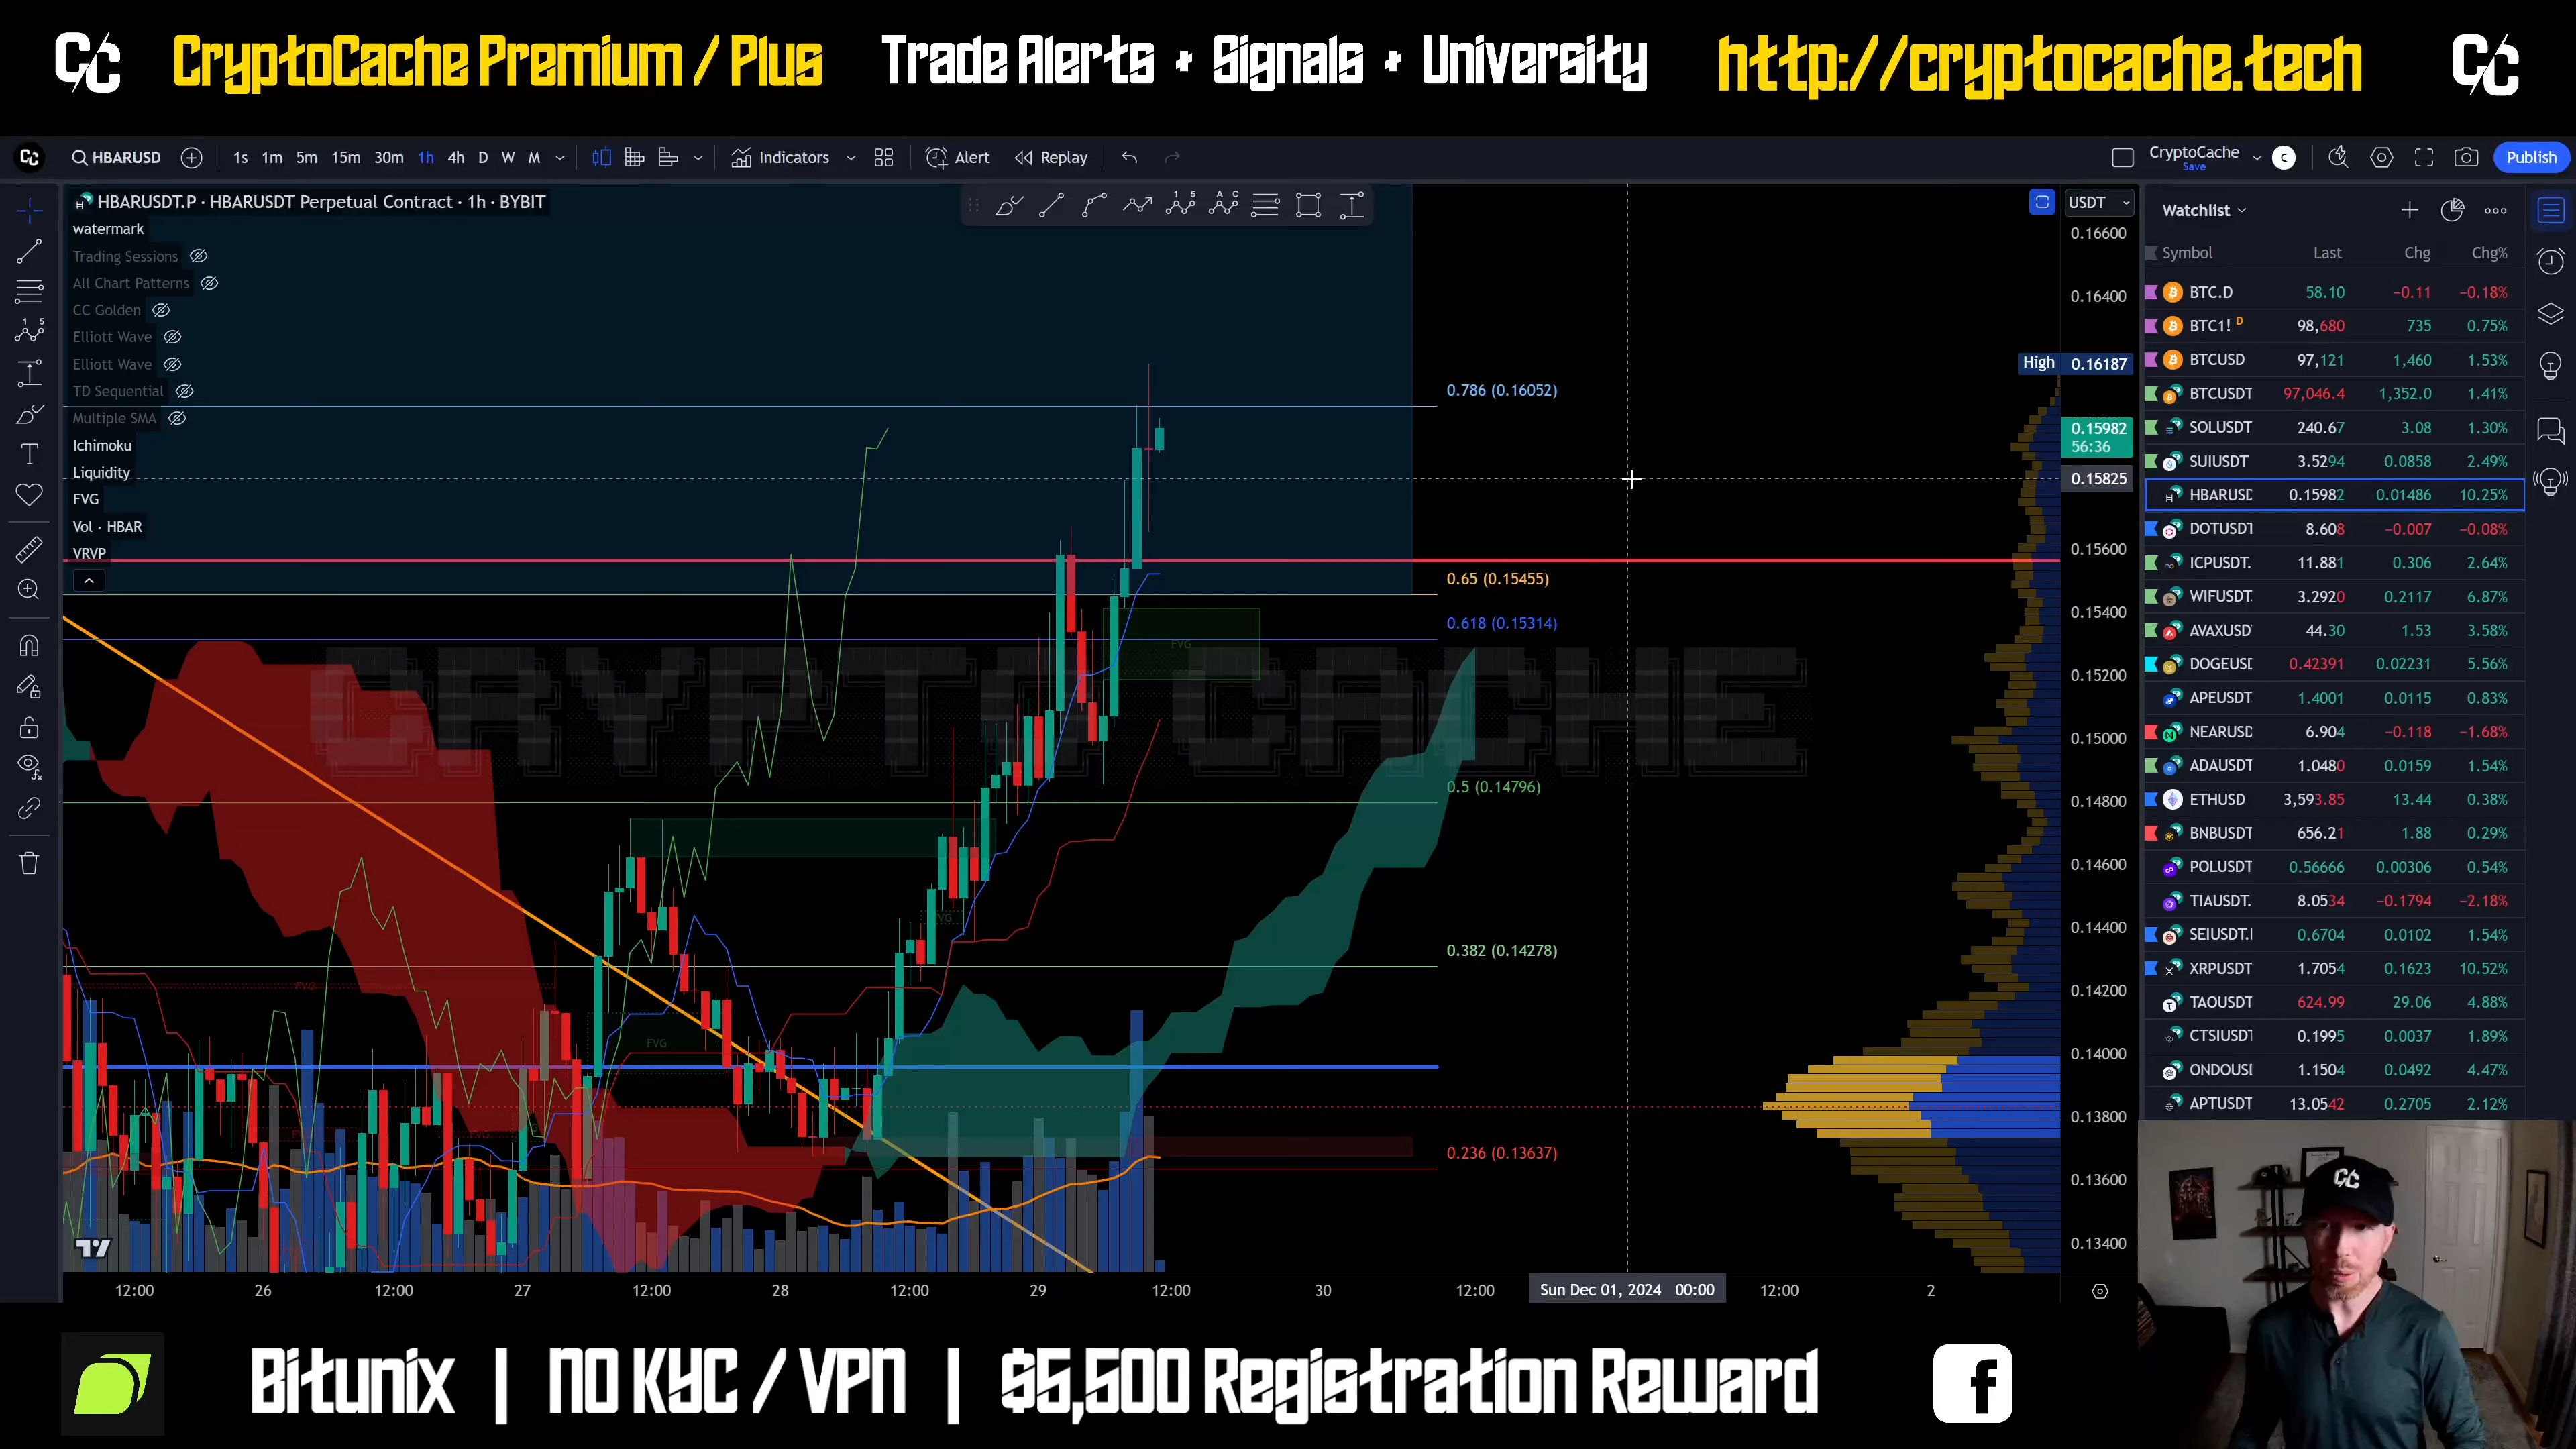 CC CryptoCache Premium / Plus Trade Alerts + Signals + University http://cryptocache.tech CC
CC HBARUSD 1s 1m 5m 15m 30m 1h 4h D W M Indicators Alert Replay CryptoCache Save C Publish
HBARUSDT.P · HBARUSDT Perpetual Contract · 1h · BYBIT
watermark
Trading Sessions
All Chart Patterns
CC Golden
Elliott Wave
Elliott Wave
TD Sequential
Multiple SMA
Ichimoku
Liquidity
FVG
Vol · HBAR
VRVP
0.786 (0.16052)
0.65 (0.15455)
0.618 (0.15314)
FVG
CRYPTO CACHE
0.5 (0.14796)
FVG
0.382 (0.14278)
FVG
FVG
FVG
0.236 (0.13637)
USDT
0.16600
0.16400
High 0.16187
0.15982
56:36
0.15825
0.15600
0.15400
0.15200
0.15000
0.14800
0.14600
0.14400
0.14200
0.14000
0.13800
0.13600
0.13400
12:00 26 12:00 27 12:00 28 12:00 29 12:00 30 12:00 Sun Dec 01, 2024 00:00 12:00 2
Watchlist
Symbol Last Chg Chg%
BTC.D 58.10 −0.11 −0.18%
BTC1! D 98,680 735 0.75%
BTCUSD 97,121 1,460 1.53%
BTCUSDT 97,046.4 1,352.0 1.41%
SOLUSDT 240.67 3.08 1.30%
SUIUSDT 3.5294 0.0858 2.49%
HBARUSD 0.15982 0.01486 10.25%
DOTUSDT 8.608 −0.007 −0.08%
ICPUSDT. 11.881 0.306 2.64%
WIFUSDT 3.2920 0.2117 6.87%
AVAXUSD 44.30 1.53 3.58%
DOGEUSD 0.42391 0.02231 5.56%
APEUSDT 1.4001 0.0115 0.83%
NEARUSD 6.904 −0.118 −1.68%
ADAUSDT 1.0480 0.0159 1.54%
ETHUSD 3,593.85 13.44 0.38%
BNBUSDT 656.21 1.88 0.29%
POLUSDT 0.56666 0.00306 0.54%
TIAUSDT. 8.0534 −0.1794 −2.18%
SEIUSDT.I 0.6704 0.0102 1.54%
XRPUSDT 1.7054 0.1623 10.52%
TAOUSDT 624.99 29.06 4.88%
CTSIUSDT 0.1995 0.0037 1.89%
ONDOUSI 1.1504 0.0492 4.47%
APTUSDT 13.0542 0.2705 2.12%
CC
Bitunix | NO KYC / VPN | $5,500 Registration Reward